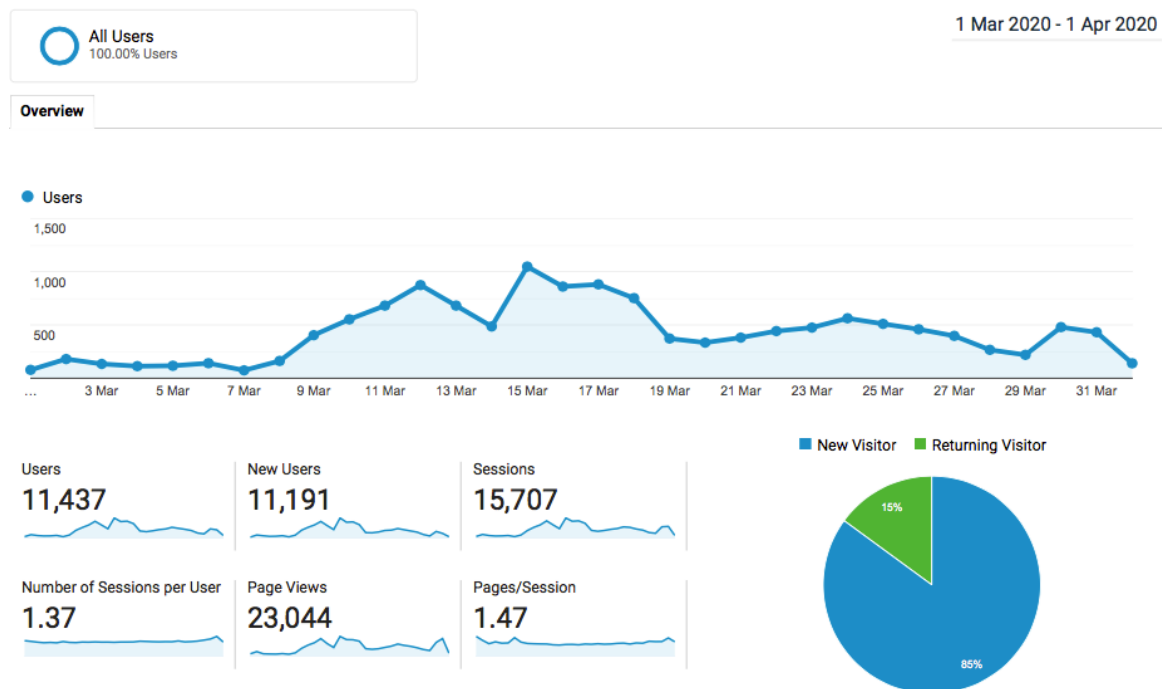 All Users
100.00% Users
1 Mar 2020 - 1 Apr 2020
Overview
Users
1,500
1,000
500
... 3 Mar 5 Mar 7 Mar 9 Mar 11 Mar 13 Mar 15 Mar 17 Mar 19 Mar 21 Mar 23 Mar 25 Mar 27 Mar 29 Mar 31 Mar
New Visitor Returning Visitor
Users New Users Sessions
11,437 11,191 15,707
15%
Number of Sessions per User Page Views Pages/Session
1.37 23,044 1.47
85%